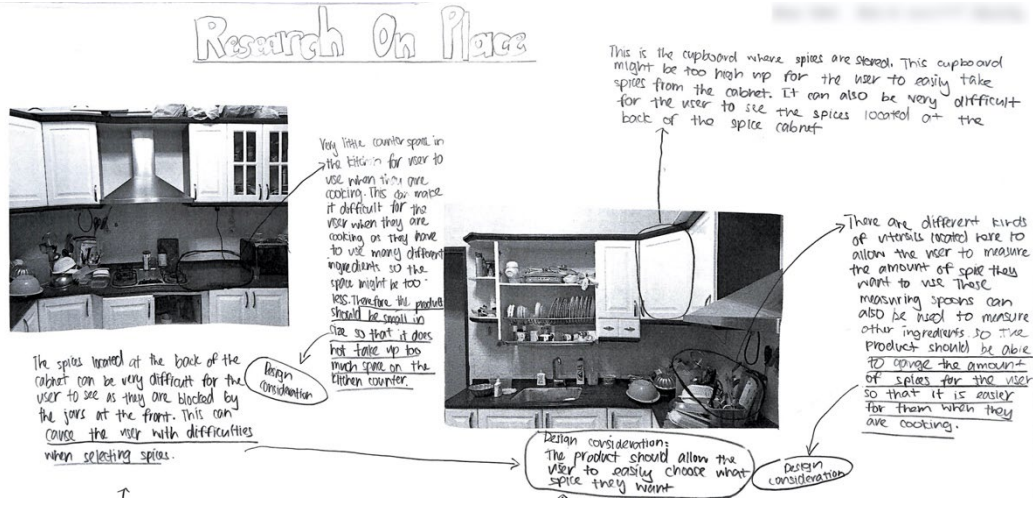 Research On Place
This is the cupboard where spices are stored. This cupboard
might be too high up for the user to easily take
spices from the cabnet. It can also be very difficult
for the user to see the spices located at the
back of the spice cabnet
Very little counter space in
the kitchen for user to
use when they are
cooking. This can make
it difficult for the
user when they are
cooking as they have
to use many different
ingredients so the
space might be too
less. Therefore the product
should be small in
size so that it does
not take up too
much space on the
kitchen counter.
Design
consideration
There are different kinds
of utensils located here to
allow the user to measure
the amount of spice they
want to use These
measuring spoons can
also be used to measure
other ingredients so the
product should be able
to gauge the amount
of spices for the user
so that it is easier
for them when they
are cooking.
Design
consideration
The spices located at the back of the
cabnet can be very difficult for the
user to see as they are blocked by
the jars at the front. This can
cause the user with difficulties
when selecting spices.
Design consideration:
The product should allow the
user to easily choose what
spice they want